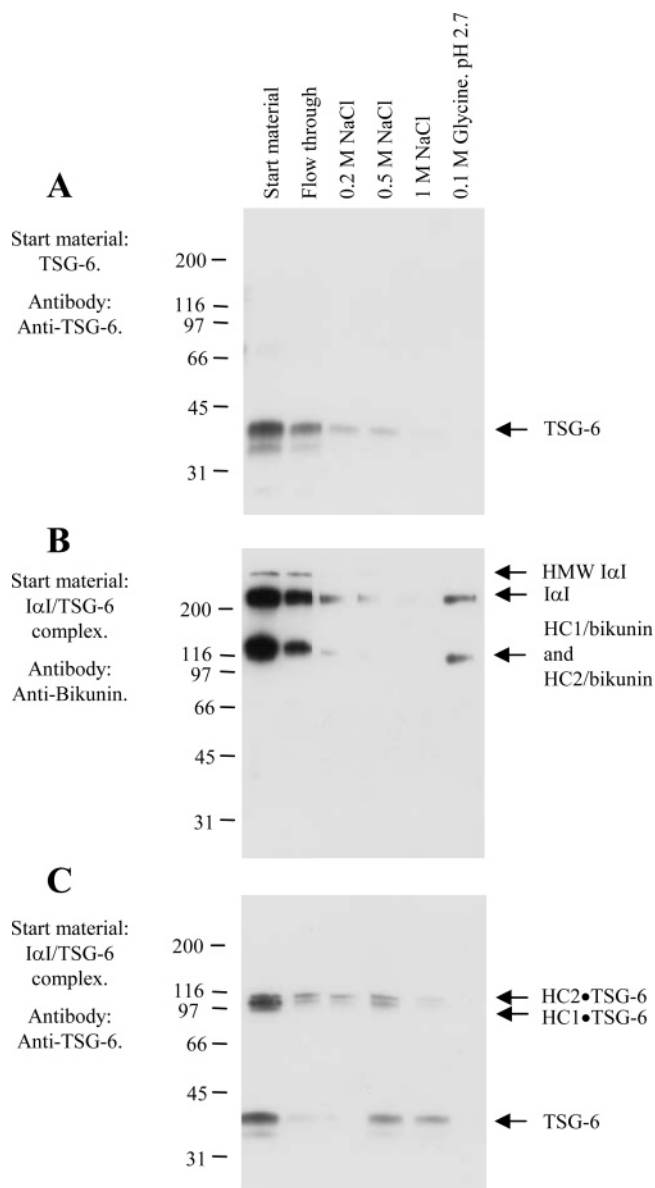 Start material
Flow through
0.2 M NaCl
0.5 M NaCl
1 M NaCl
0.1 M Glycine. pH 2.7
A
Start material:
TSG-6.
Antibody:
Anti-TSG-6.
200
116
97
66
45
31
TSG-6
B
Start material:
IαI/TSG-6
complex.
Antibody:
Anti-Bikunin.
200
116
97
66
45
31
HMW IαI
IαI
HC1/bikunin
and
HC2/bikunin
C
Start material:
IαI/TSG-6
complex.
Antibody:
Anti-TSG-6.
200
116
97
66
45
31
HC2•TSG-6
HC1•TSG-6
TSG-6